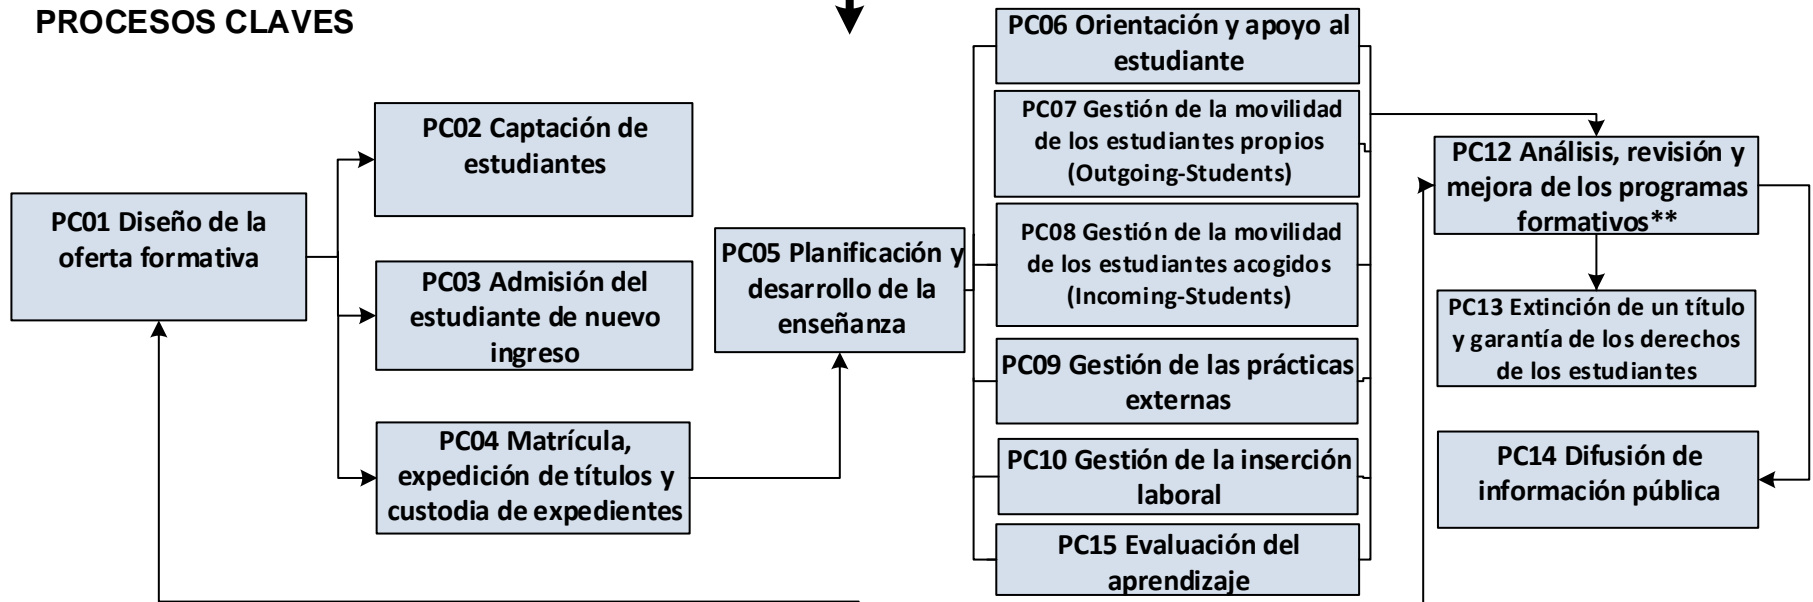 PROCESOS CLAVES
PC01 Diseño de la
oferta formativa
PC02 Captación de
estudiantes
PC03 Admisión del
estudiante de nuevo
ingreso
PC04 Matrícula,
expedición de títulos y
custodia de expedientes
PC05 Planificación y
desarrollo de la
enseñanza
PC06 Orientación y apoyo al
estudiante
PC07 Gestión de la movilidad
de los estudiantes propios
(Outgoing-Students)
PC08 Gestión de la movilidad
de los estudiantes acogidos
(Incoming-Students)
PC09 Gestión de las prácticas
externas
PC10 Gestión de la inserción
laboral
PC15 Evaluación del
aprendizaje
PC12 Análisis, revisión y
mejora de los programas
formativos**
PC13 Extinción de un título
y garantía de los derechos
de los estudiantes
PC14 Difusión de
información pública